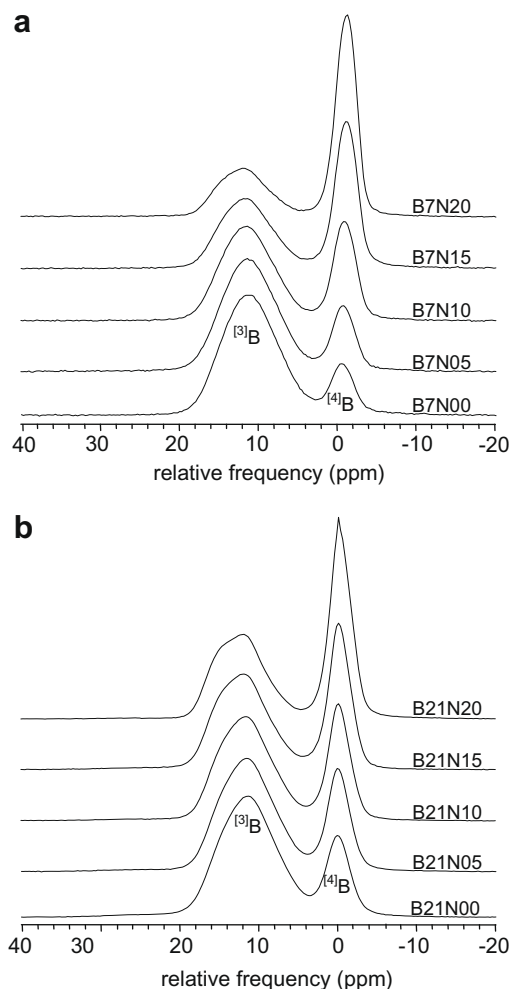 a
B7N20
B7N15
B7N10
[3]B
B7N05
[4]B
B7N00
40 30 20 10 0 -10 -20
relative frequency (ppm)
b
B21N20
B21N15
B21N10
[3]B
B21N05
[4]B
B21N00
40 30 20 10 0 -10 -20
relative frequency (ppm)